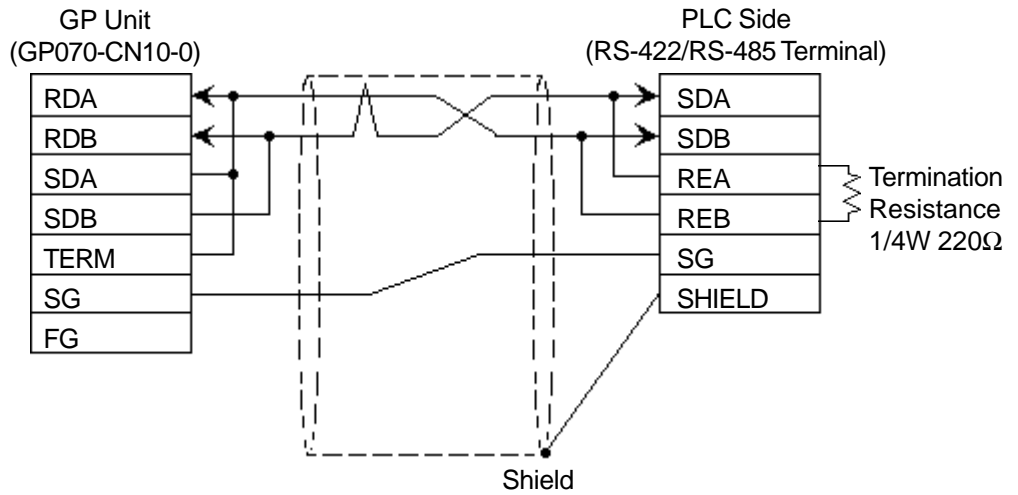 GP Unit
(GP070-CN10-0)
RDA
RDB
SDA
SDB
TERM
SG
FG
PLC Side
(RS-422/RS-485 Terminal)
SDA
SDB
REA
REB
SG
SHIELD
Termination
Resistance
1/4W 220Ω
Shield